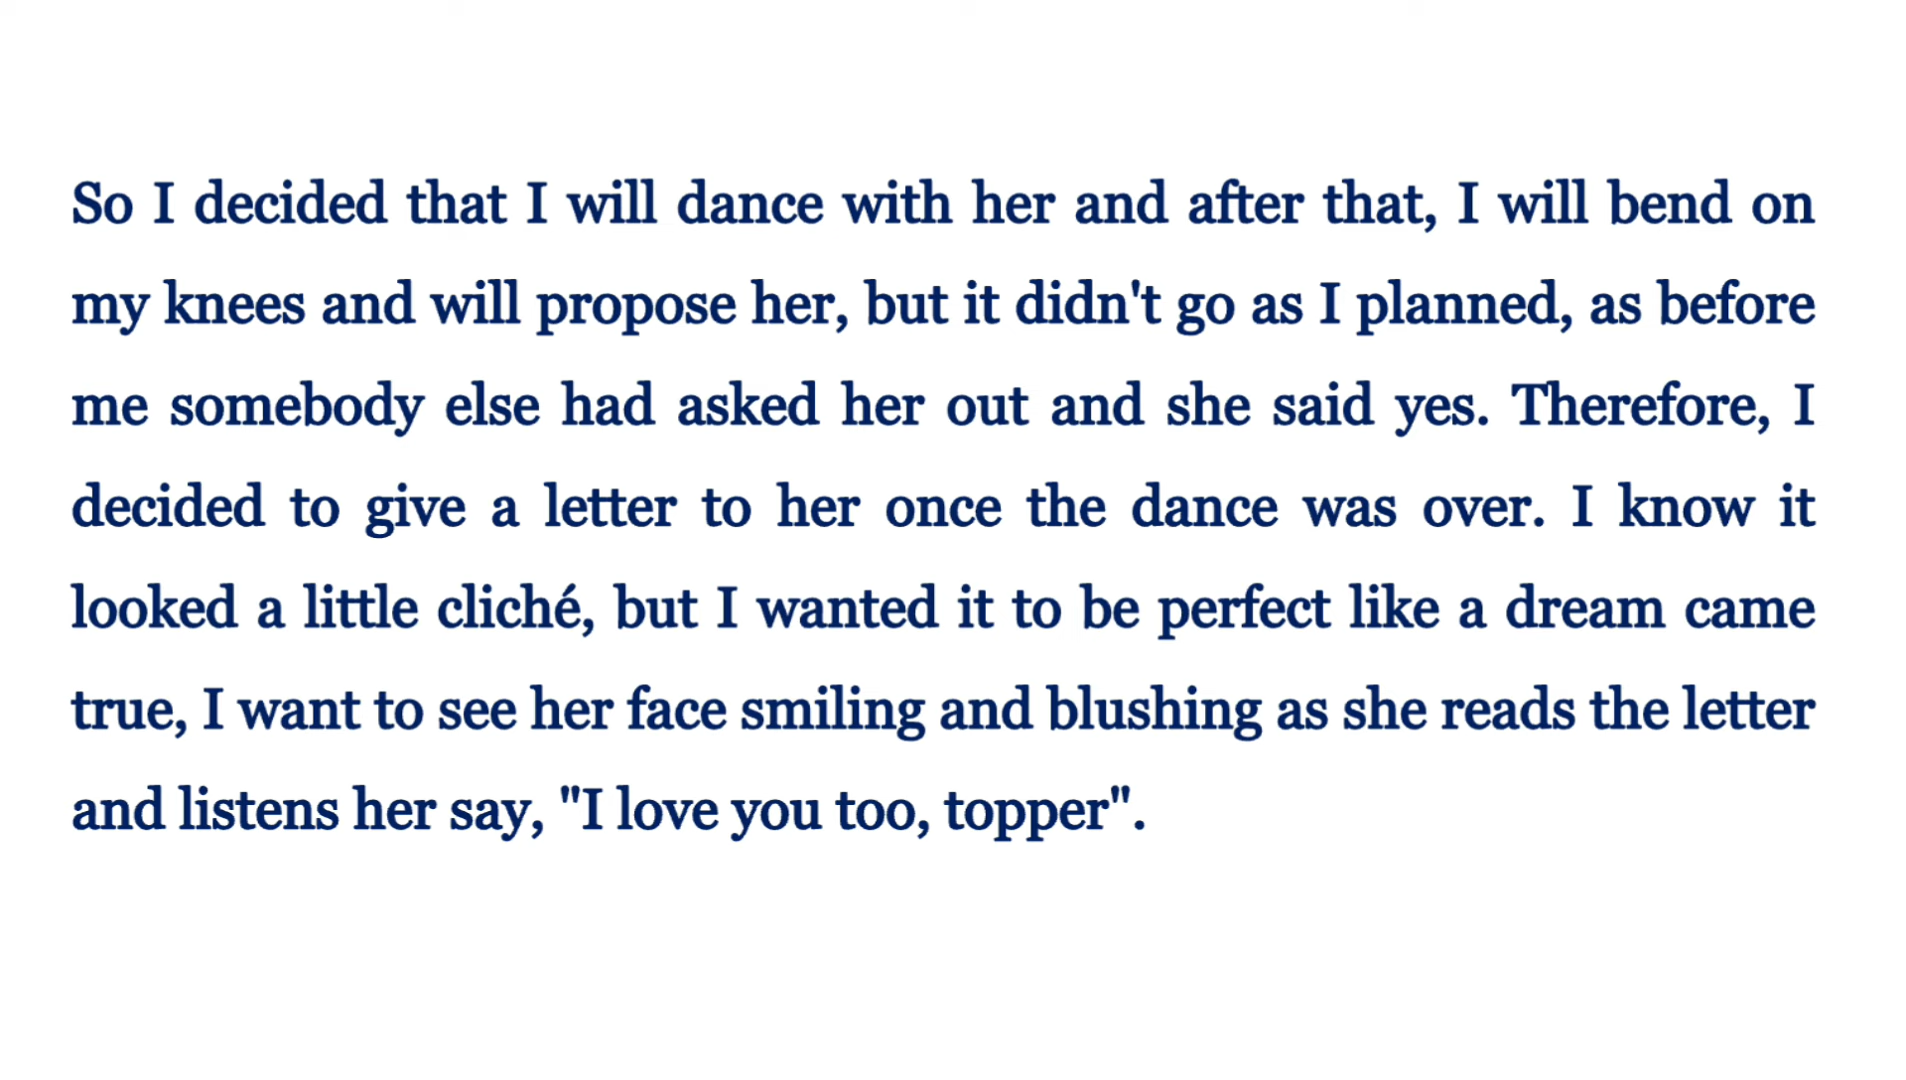 So I decided that I will dance with her and after that, I will bend on
my knees and will propose her, but it didn't go as I planned, as before
me somebody else had asked her out and she said yes. Therefore, I
decided to give a letter to her once the dance was over. I know it
looked a little cliché, but I wanted it to be perfect like a dream came
true, I want to see her face smiling and blushing as she reads the letter
and listens her say, "I love you too, topper".